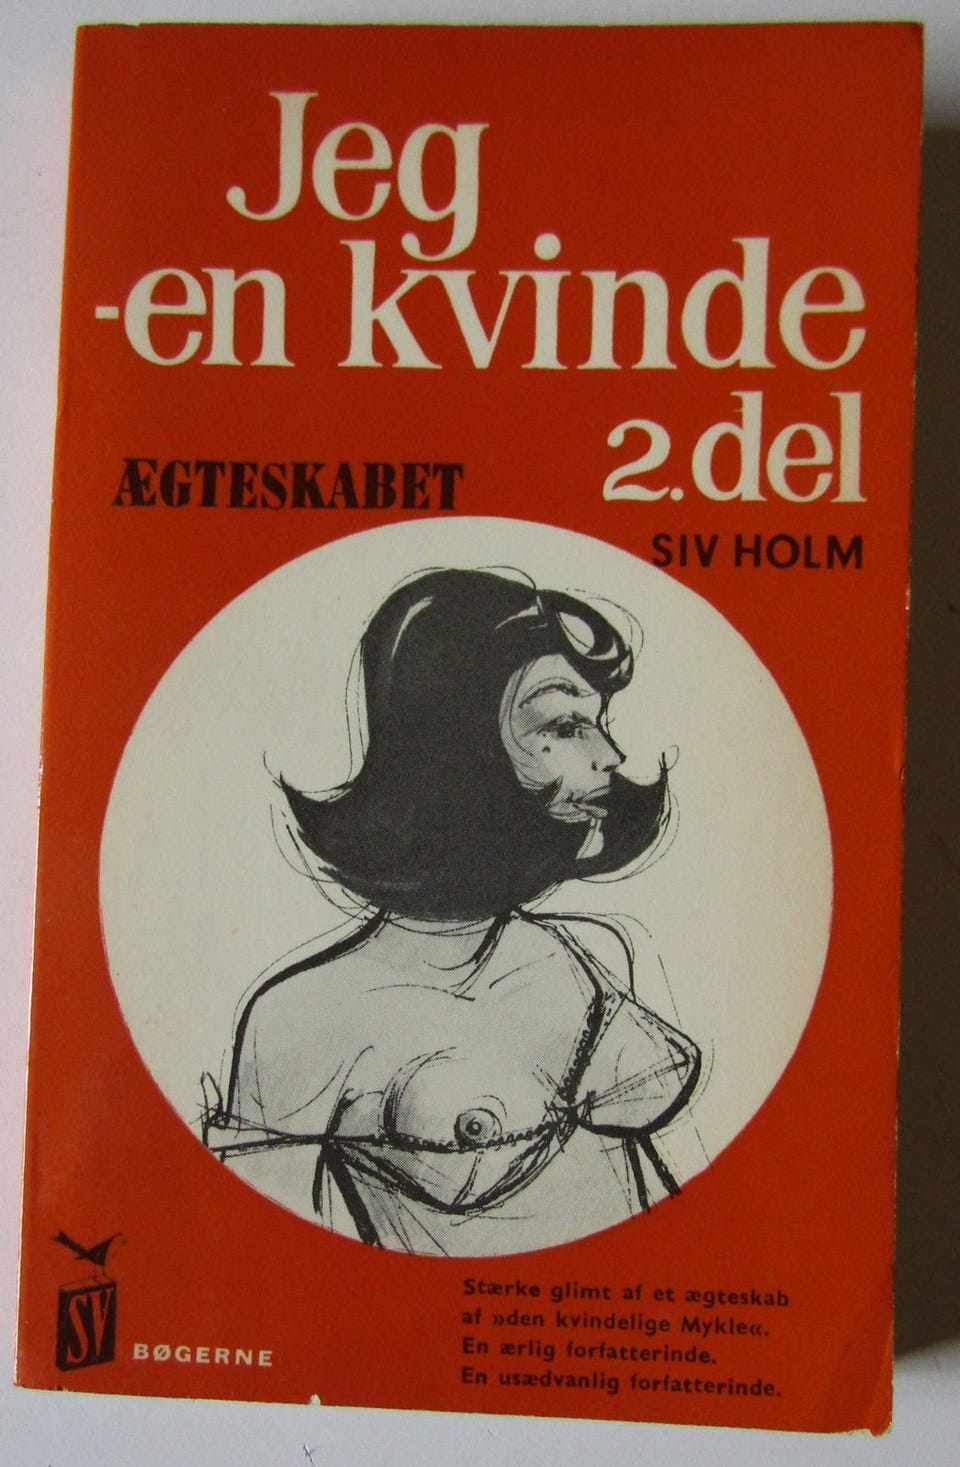 Jeg
-en kvinde
2.del
ÆGTESKABET
SIV HOLM
SV
BØGERNE
Stærke glimt af et ægteskab
af »den kvindelige Mykle«.
En ærlig forfatterinde.
En usædvanlig forfatterinde.